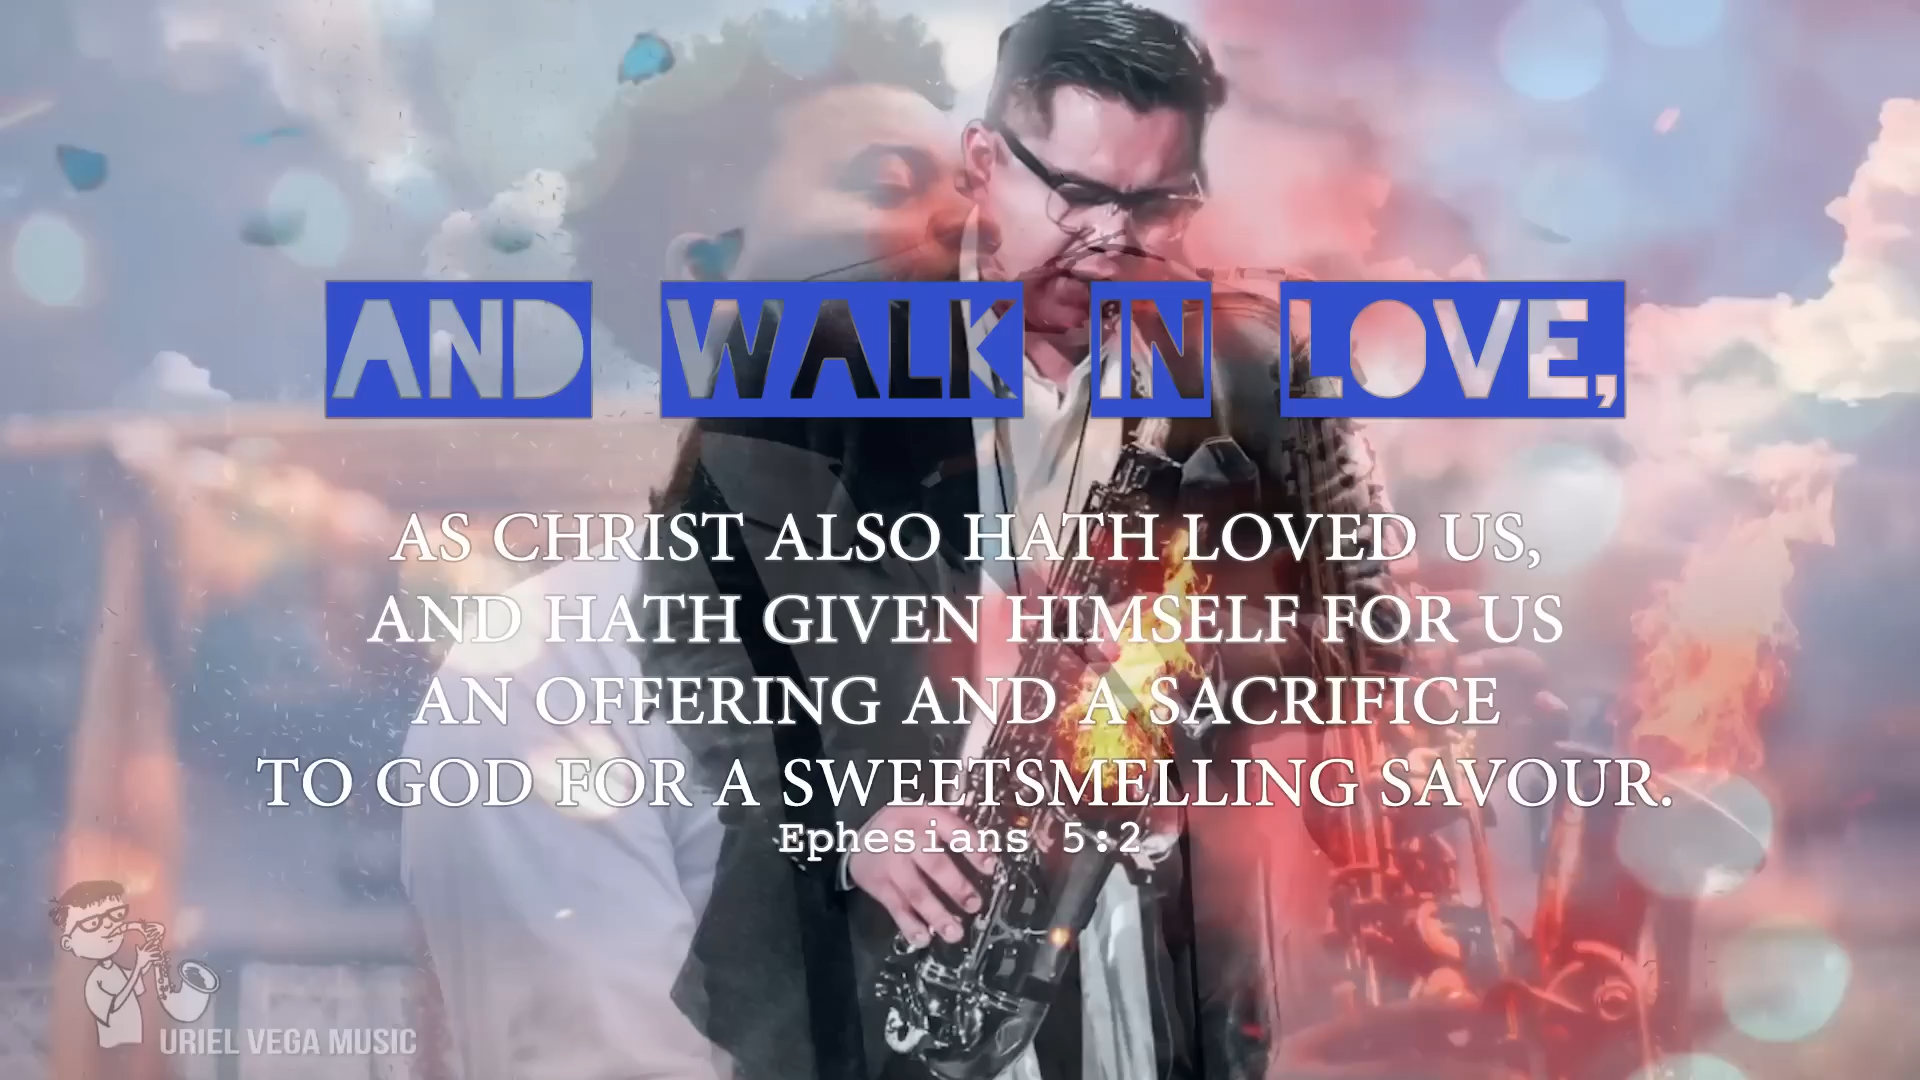 AND WALK IN LOVE,
AS CHRIST ALSO HATH LOVED US,
AND HATH GIVEN HIMSELF FOR US
AN OFFERING AND A SACRIFICE
TO GOD FOR A SWEETSMELLING SAVOUR.
Ephesians 5:2
URIEL VEGA MUSIC